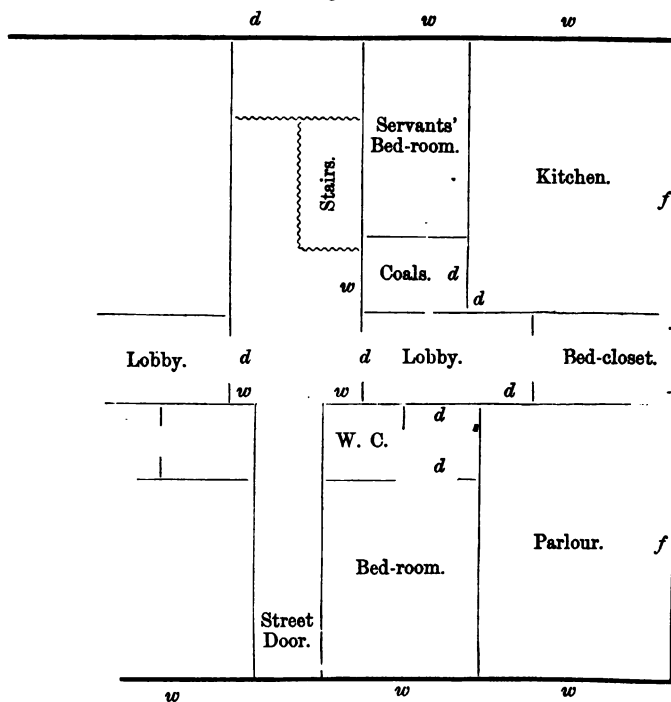 d w w
Servants'
Bed-room.
Stairs.
Kitchen.
f
Coals. d
w d
Lobby. d d Lobby. Bed-closet.
w w d
d
W. C.
d
Parlour. f
Bed-room.
Street
Door.
w w w